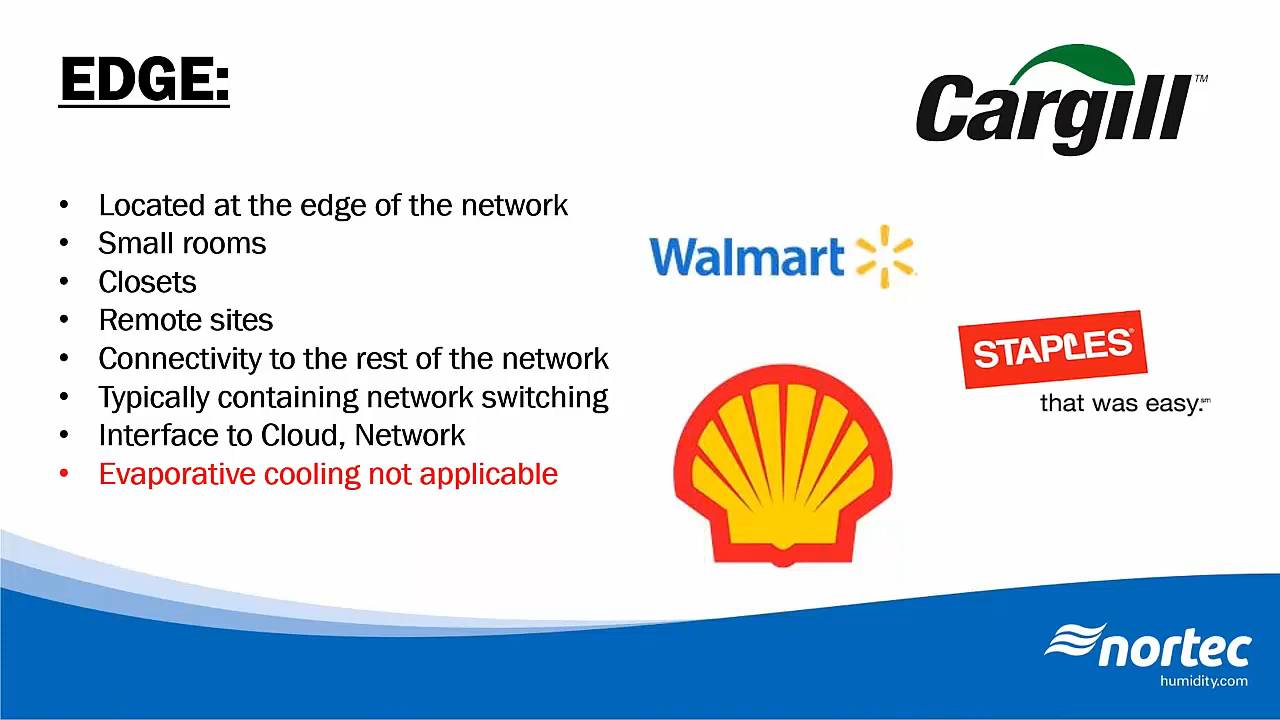 EDGE:
Cargill™
• Located at the edge of the network
• Small rooms
• Closets
• Remote sites
• Connectivity to the rest of the network
• Typically containing network switching
• Interface to Cloud, Network
• Evaporative cooling not applicable
Walmart
STAPLES®
that was easy.℠
nortec
humidity.com